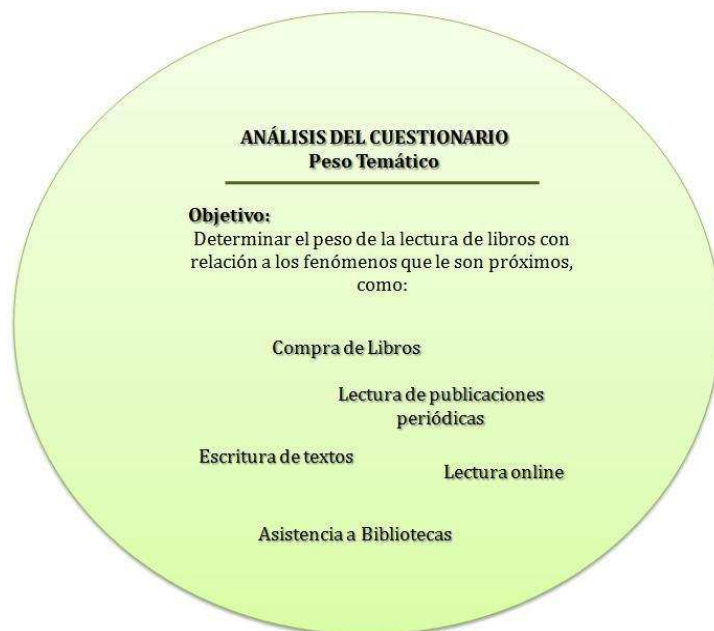 ANÁLISIS DEL CUESTIONARIO
Peso Temático
Objetivo:
Determinar el peso de la lectura de libros con
relación a los fenómenos que le son próximos,
como:
Compra de Libros
Lectura de publicaciones
periódicas
Escritura de textos
Lectura online
Asistencia a Bibliotecas